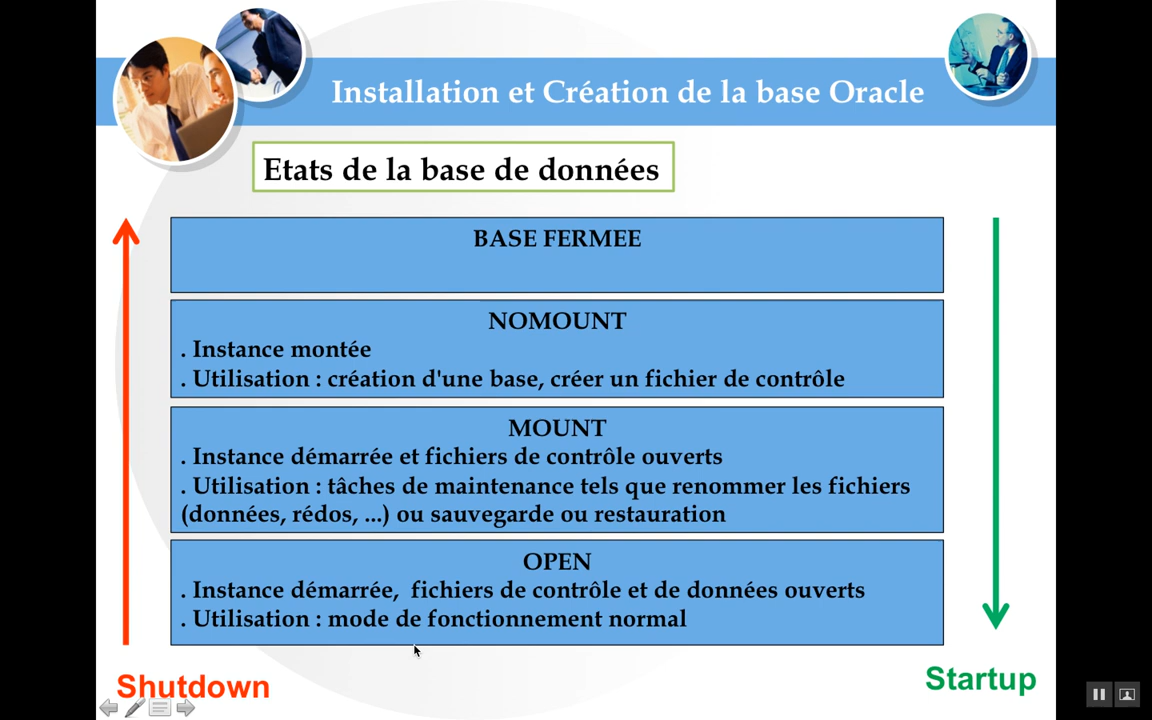 Installation et Création de la base Oracle
Etats de la base de données
BASE FERMEE
NOMOUNT
. Instance montée
. Utilisation : création d'une base, créer un fichier de contrôle
MOUNT
. Instance démarrée et fichiers de contrôle ouverts
. Utilisation : tâches de maintenance tels que renommer les fichiers
(données, rédos, ...) ou sauvegarde ou restauration
OPEN
. Instance démarrée, fichiers de contrôle et de données ouverts
. Utilisation : mode de fonctionnement normal
Shutdown
Startup